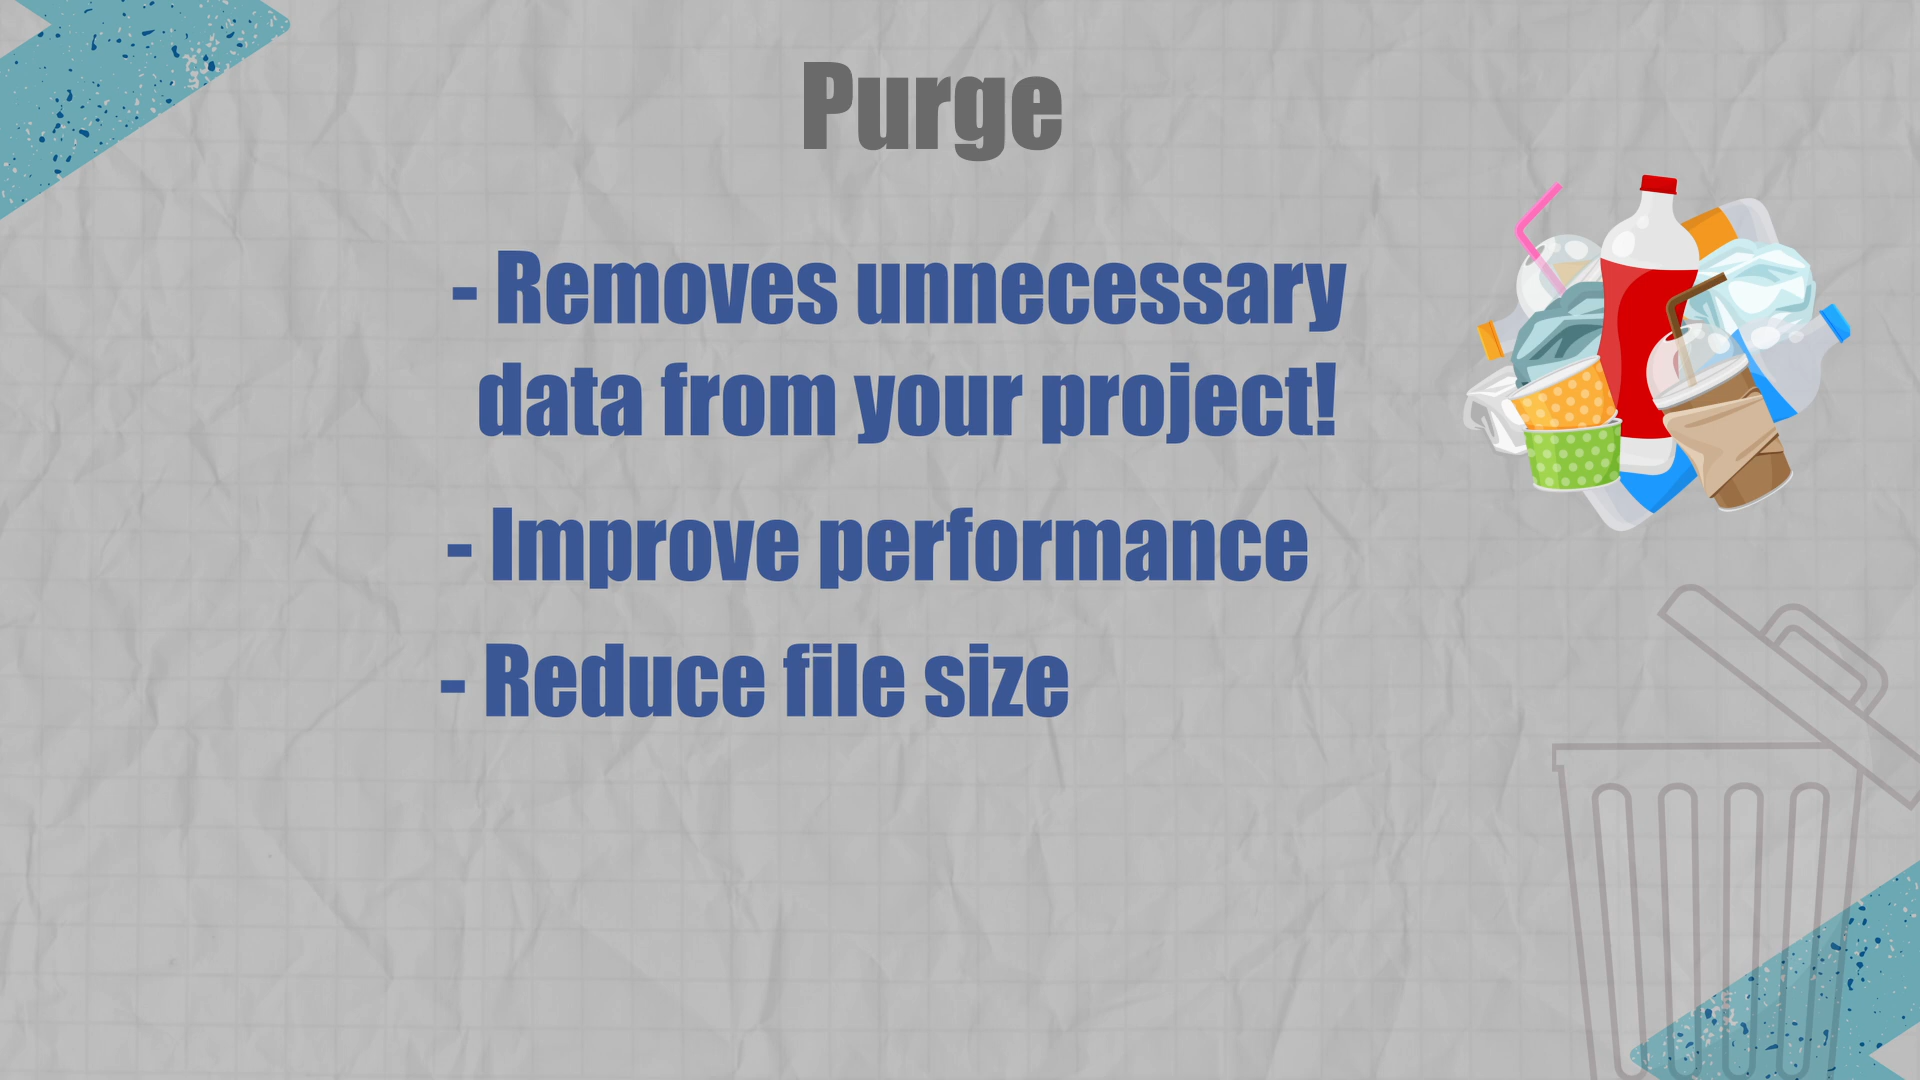 Purge
- Removes unnecessary
data from your project!
- Improve performance
- Reduce file size